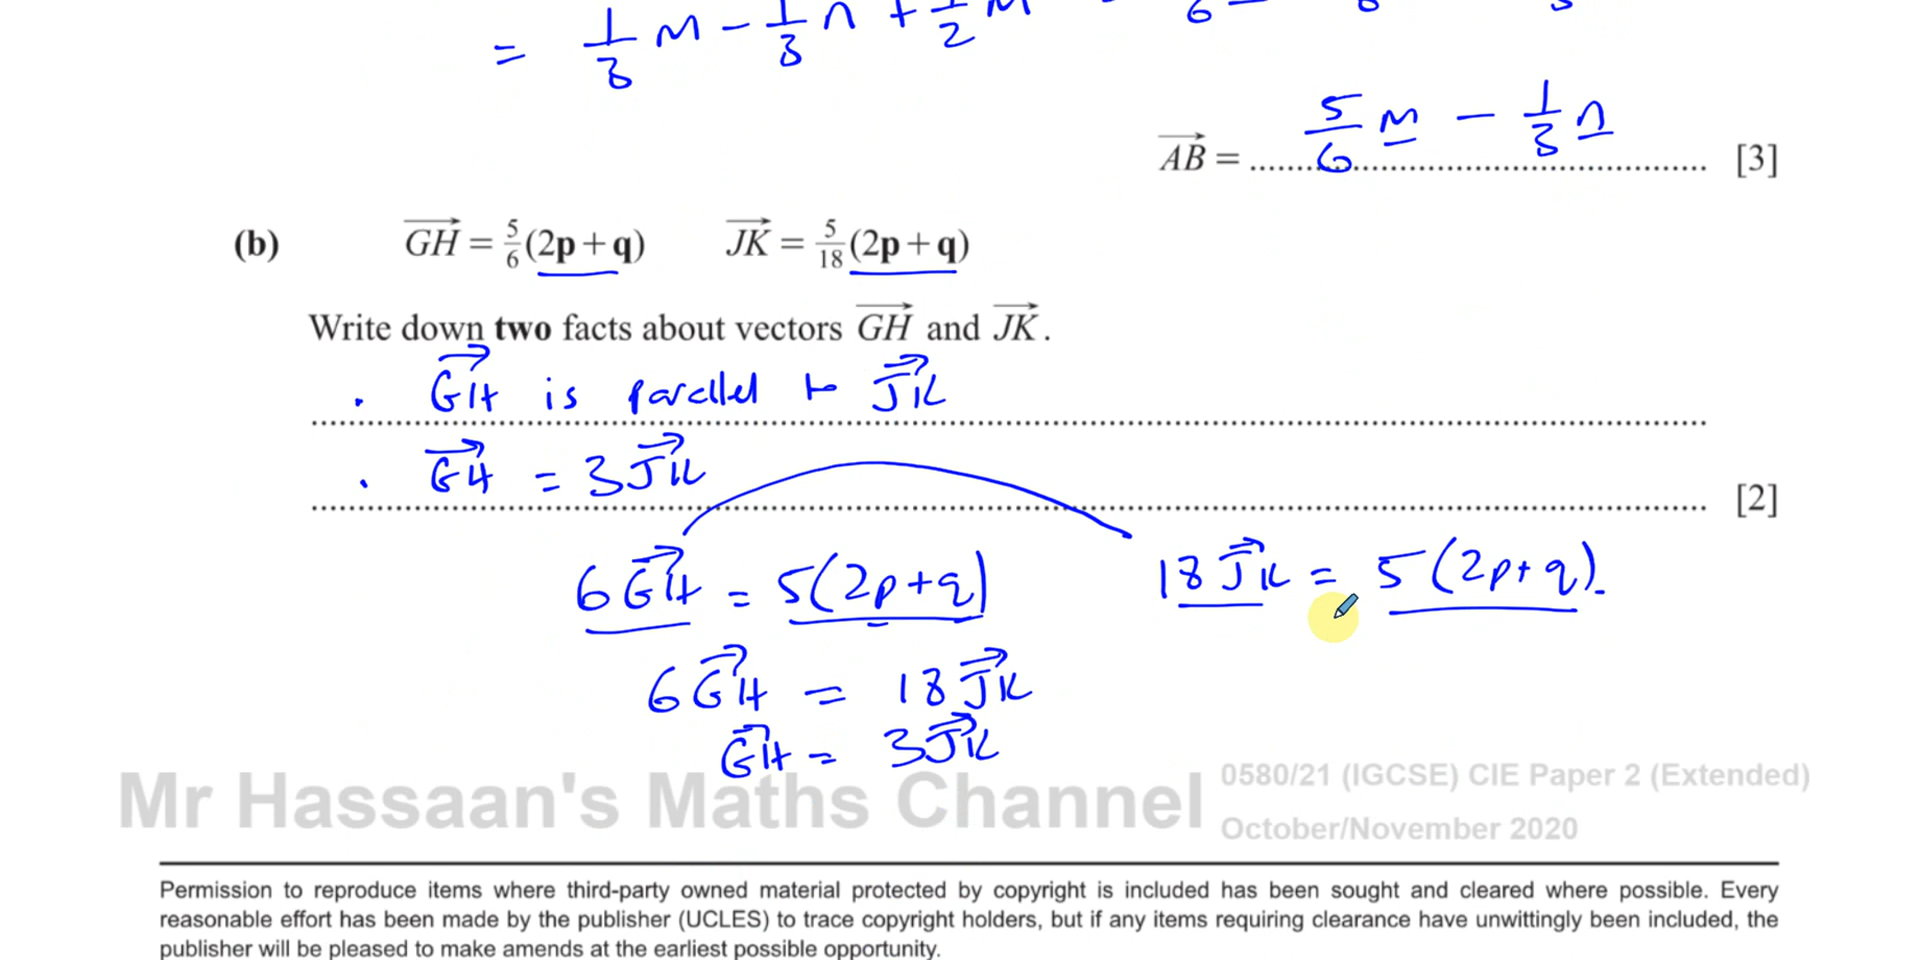 = 1/3 m - 1/3 n + 1/2 m
AB = 5/6 m - 1/3 n [3]
(b) GH = 5/6 (2p + q) JK = 5/18 (2p + q)
Write down two facts about vectors GH and JK.
. GH is parallel to JK
. GH = 3JK
[2]
6GH = 5(2p+q) 18JK = 5(2p+q).
6GH = 18JK
GH = 3JK
Mr Hassaan's Maths Channel
0580/21 (IGCSE) CIE Paper 2 (Extended)
October/November 2020
Permission to reproduce items where third-party owned material protected by copyright is included has been sought and cleared where possible. Every
reasonable effort has been made by the publisher (UCLES) to trace copyright holders, but if any items requiring clearance have unwittingly been included, the
publisher will be pleased to make amends at the earliest possible opportunity.